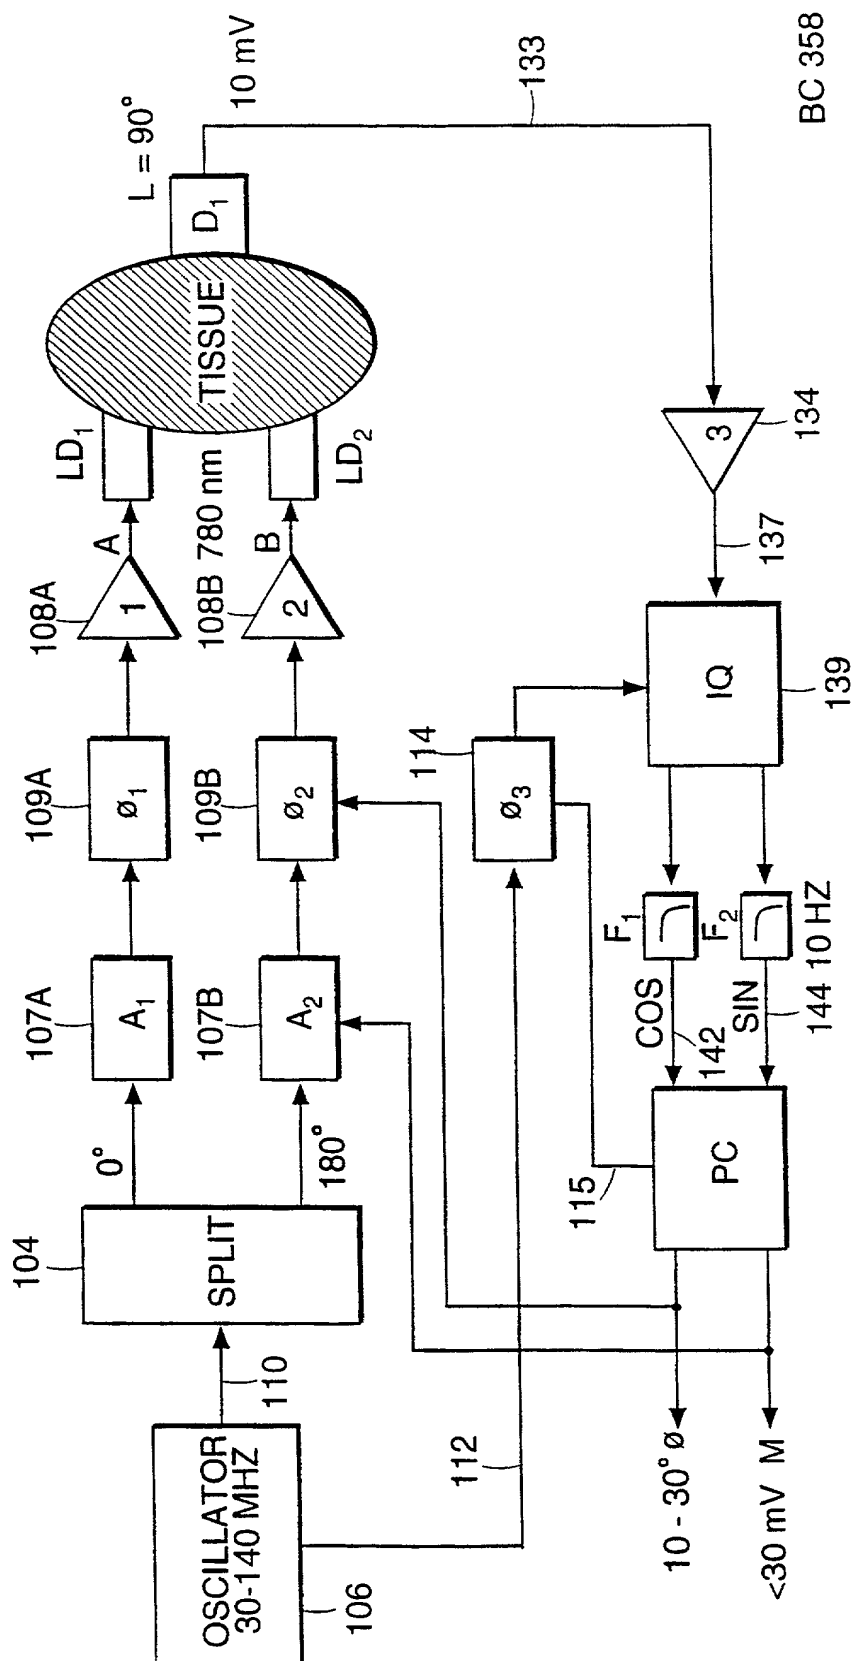 BC 358
10 mV
L = 90°
133
D₁
TISSUE
LD₁
LD₂
780 nm
A
B
108A
1
108B
2
3
134
137
109A
ø₁
109B
ø₂
114
ø₃
IQ
139
107A
A₁
107B
A₂
F₁
F₂
10 HZ
COS
142
SIN
144
0°
180°
104
SPLIT
115
PC
110
OSCILLATOR
30-140 MHZ
106
112
10 - 30° ø
<30 mV M